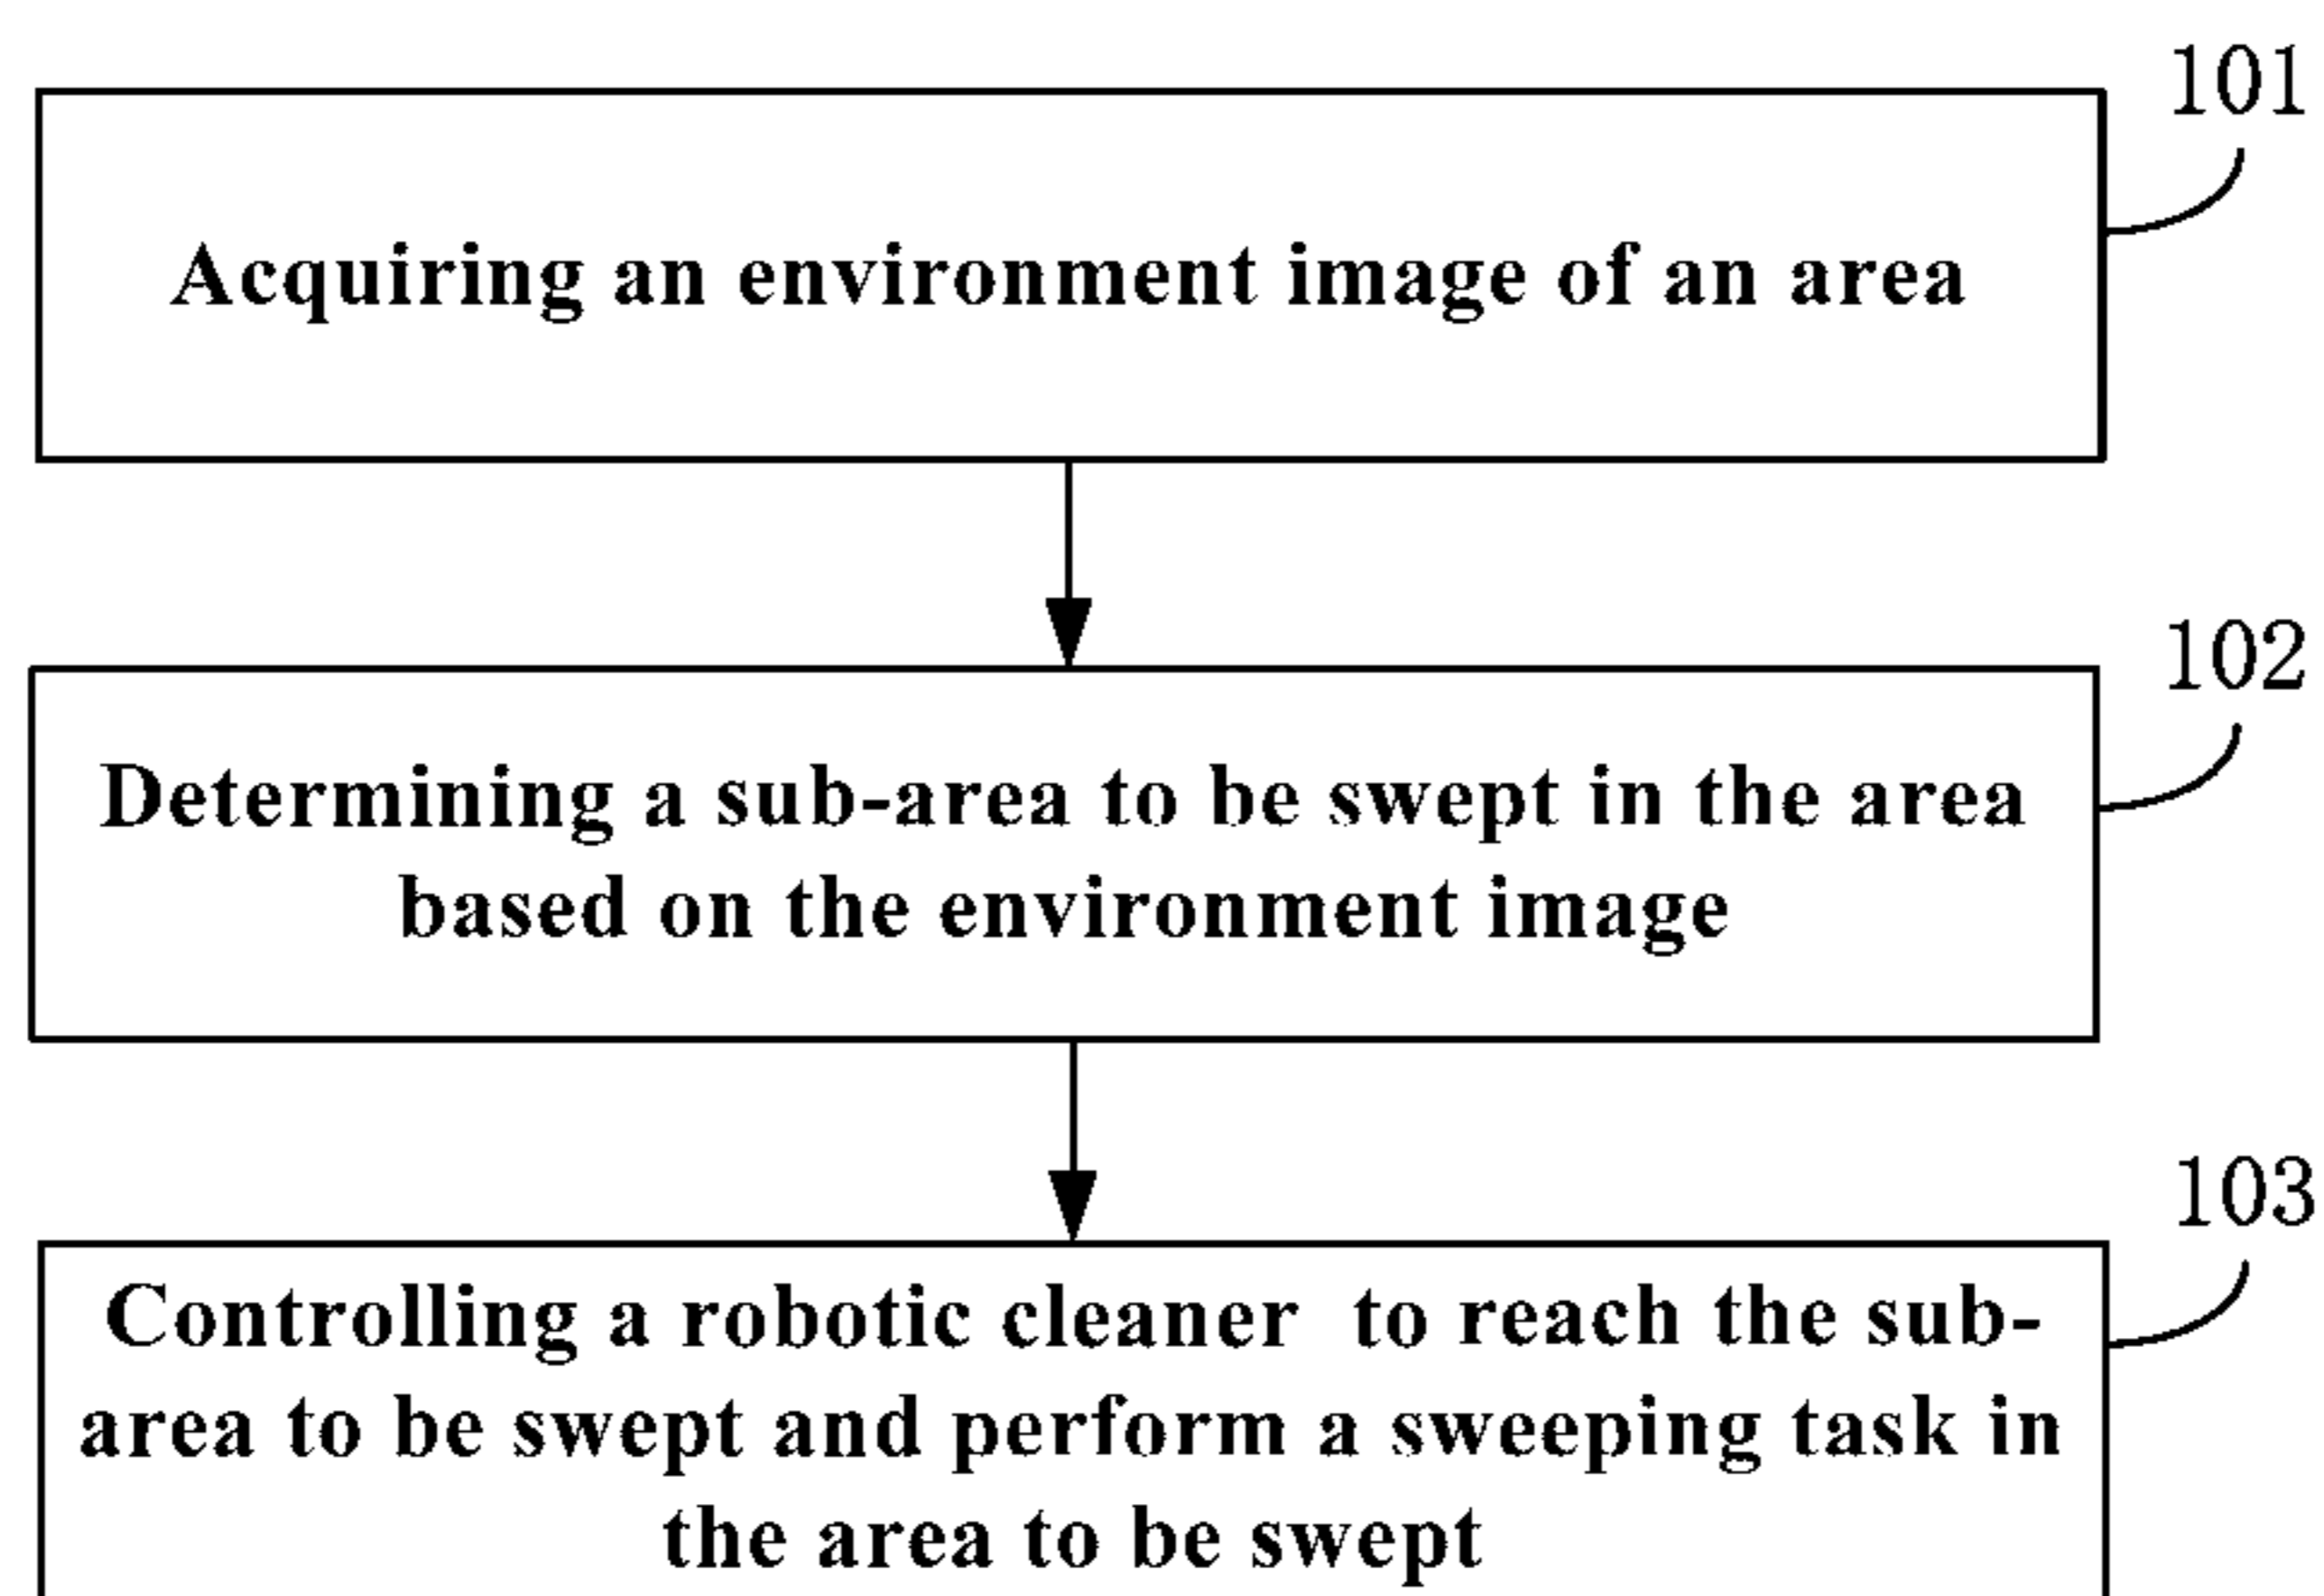 101
Acquiring an environment image of an area
102
Determining a sub-area to be swept in the area
based on the environment image
103
Controlling a robotic cleaner to reach the sub-
area to be swept and perform a sweeping task in
the area to be swept